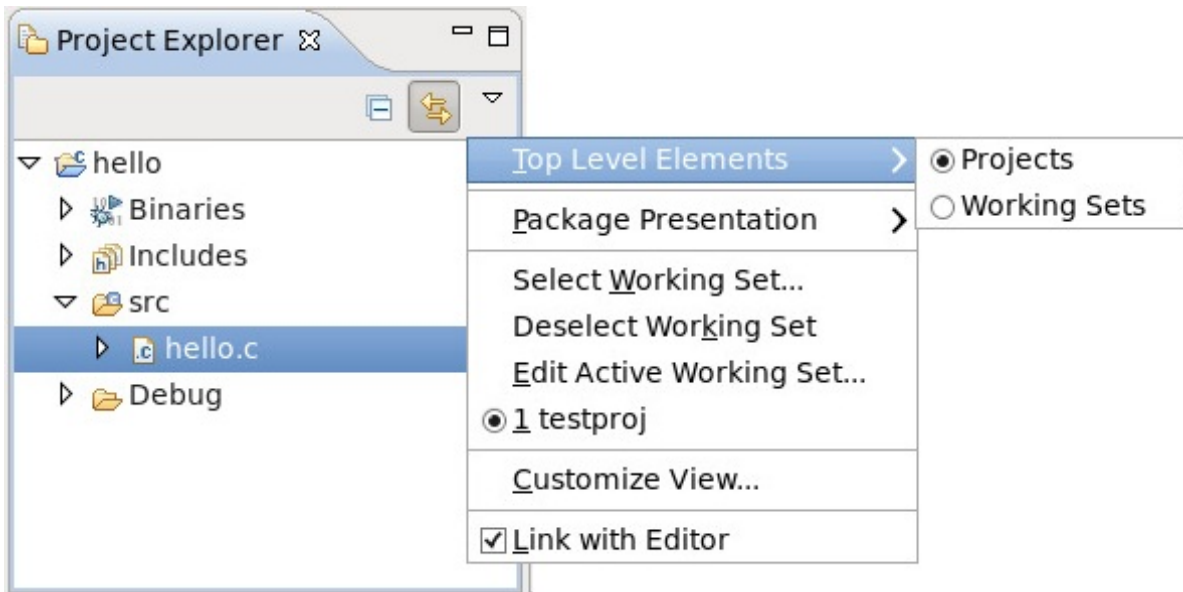 Project Explorer
hello
Binaries
Includes
src
hello.c
Debug
Top Level Elements
Package Presentation
Select Working Set...
Deselect Working Set
Edit Active Working Set...
1 testproj
Customize View...
Link with Editor
Projects
Working Sets